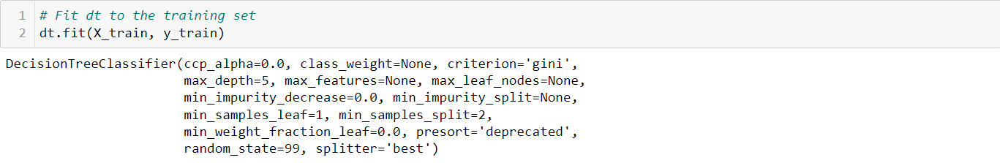 1 # Fit dt to the training set
2 dt.fit(X_train, y_train)
DecisionTreeClassifier(ccp_alpha=0.0, class_weight=None, criterion='gini',
                       max_depth=5, max_features=None, max_leaf_nodes=None,
                       min_impurity_decrease=0.0, min_impurity_split=None,
                       min_samples_leaf=1, min_samples_split=2,
                       min_weight_fraction_leaf=0.0, presort='deprecated',
                       random_state=99, splitter='best')